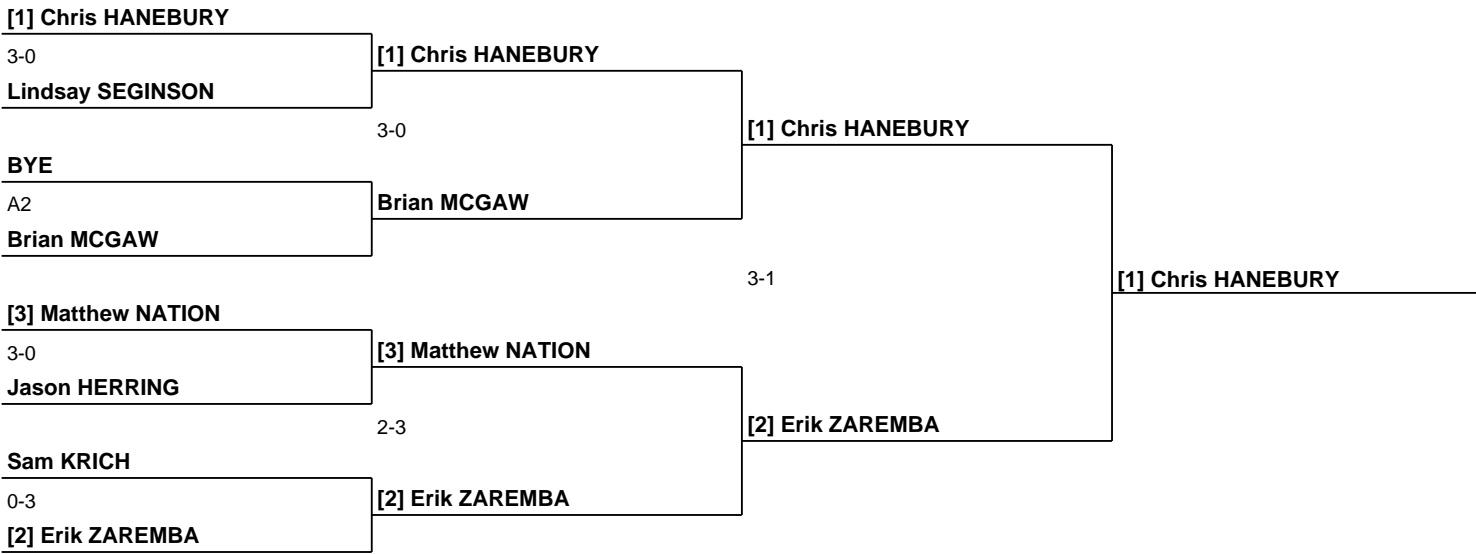 [1] Chris HANEBURY
3-0
[1] Chris HANEBURY
Lindsay SEGINSON
3-0
[1] Chris HANEBURY
BYE
A2
Brian MCGAW
Brian MCGAW
3-1
[1] Chris HANEBURY
[3] Matthew NATION
3-0
[3] Matthew NATION
Jason HERRING
2-3
[2] Erik ZAREMBA
Sam KRICH
0-3
[2] Erik ZAREMBA
[2] Erik ZAREMBA